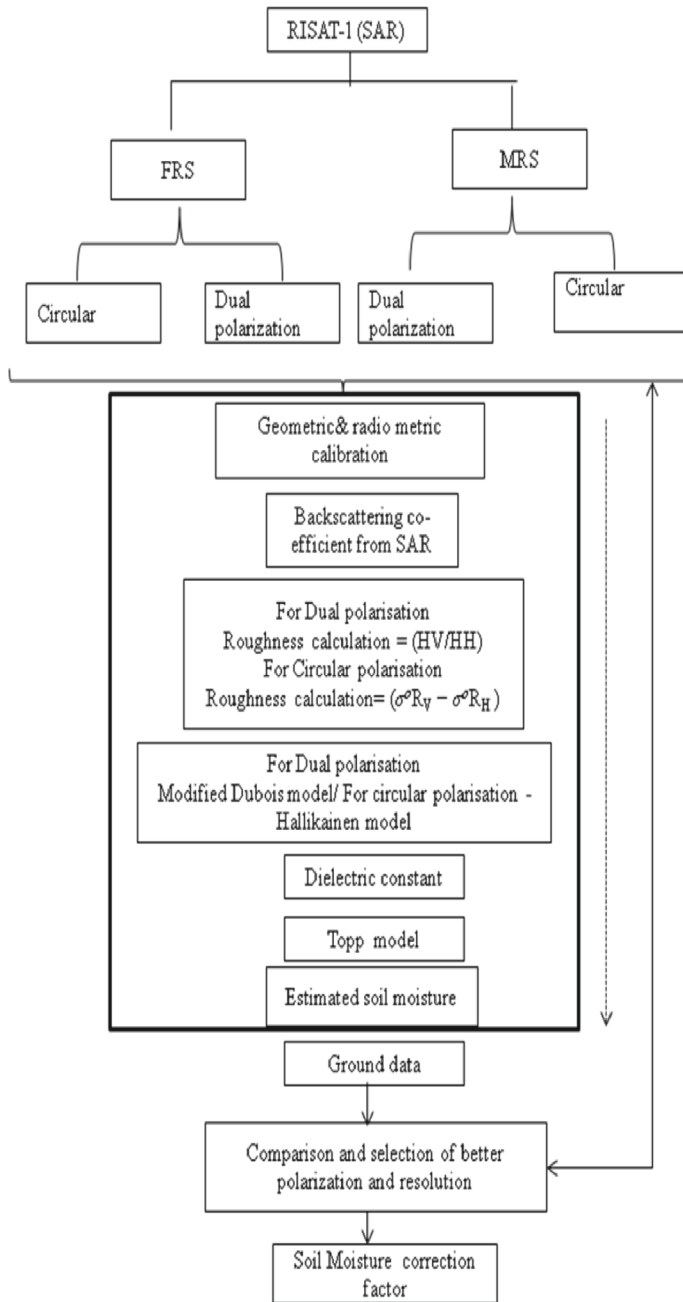 RISAT-1 (SAR)
FRS
MRS
Circular
Dual
polarization
Dual
polarization
Circular
Geometric& radio metric
calibration
Backscattering co-
efficient from SAR
For Dual polarisation
Roughness calculation = (HV/HH)
For Circular polarisation
Roughness calculation= (σ⁰R_V − σ⁰R_H )
For Dual polarisation
Modified Dubois model/ For circular polarisation -
Hallikainen model
Dielectric constant
Topp model
Estimated soil moisture
Ground data
Comparison and selection of better
polarization and resolution
Soil Moisture correction
factor